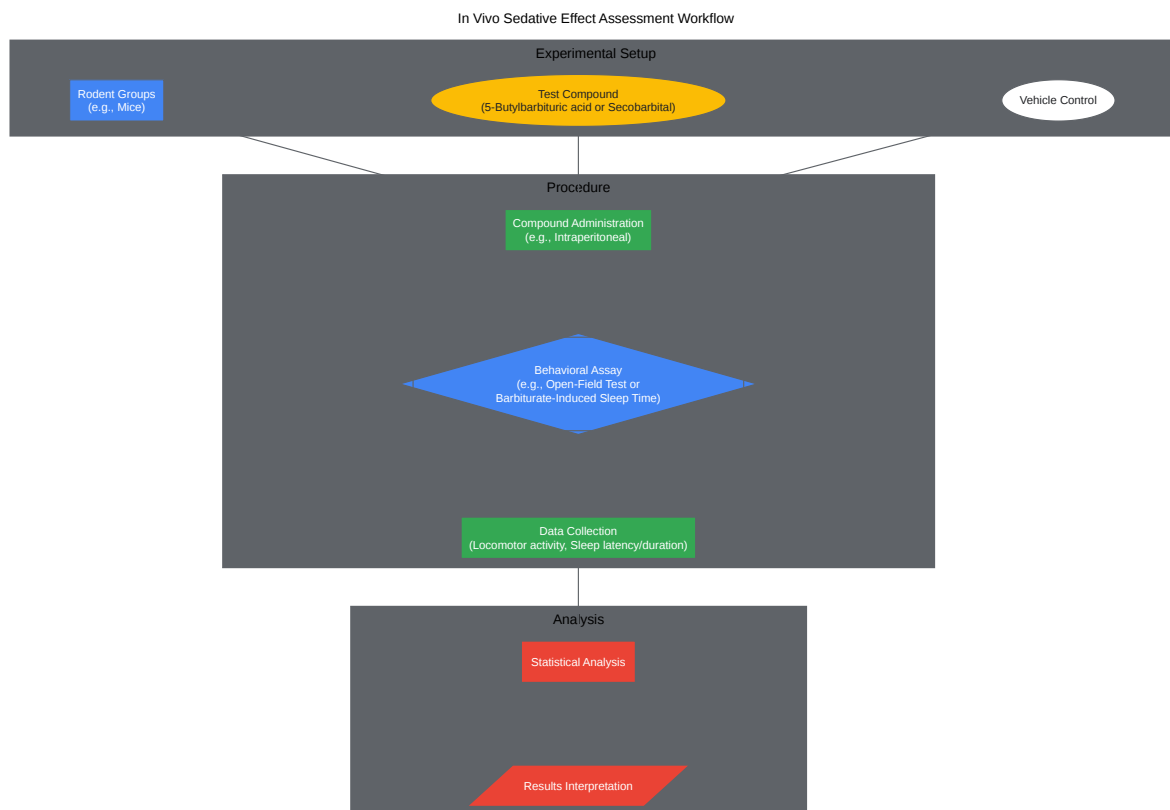 In Vivo Sedative Effect Assessment Workflow
Experimental Setup
Rodent Groups
(e.g., Mice)
Test Compound
(5-Butylbarbituric acid or Secobarbital)
Vehicle Control
Procedure
Compound Administration
(e.g., Intraperitoneal)
Behavioral Assay
(e.g., Open-Field Test or
Barbiturate-Induced Sleep Time)
Data Collection
(Locomotor activity, Sleep latency/duration)
Analysis
Statistical Analysis
Results Interpretation